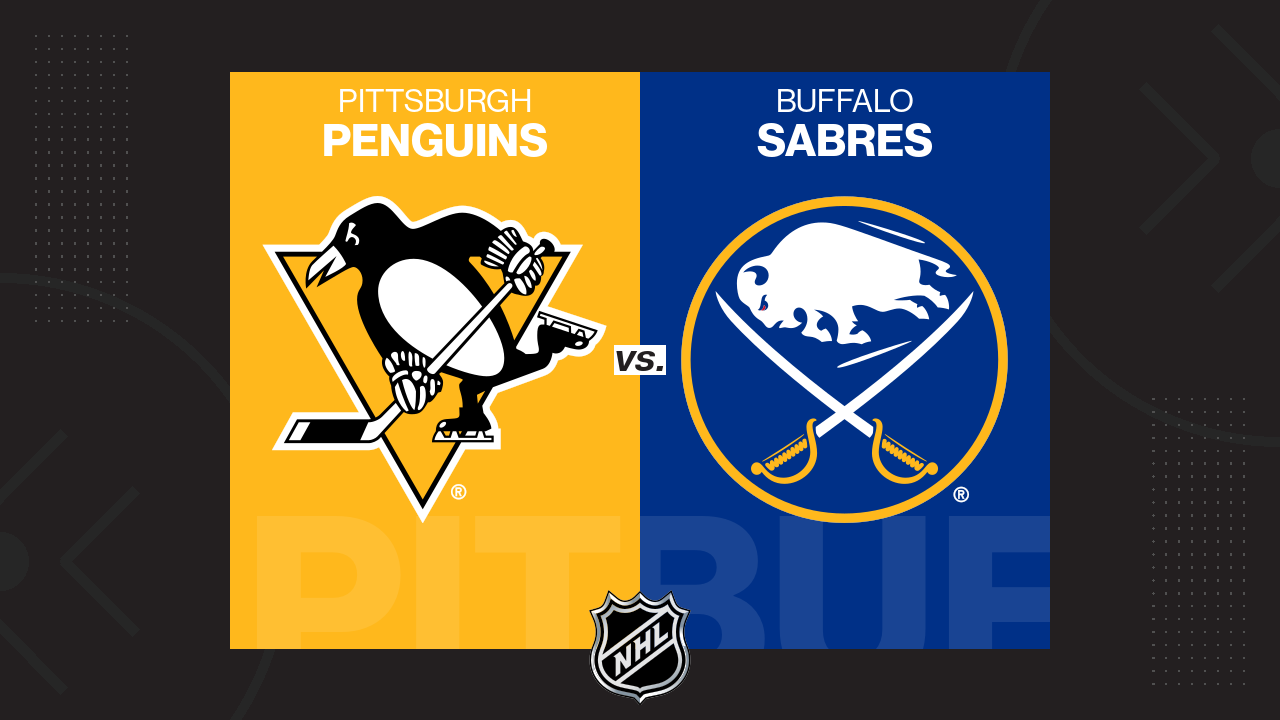 PITTSBURGH
PENGUINS
BUFFALO
SABRES
vs.
®
®
PIT
BUF
NHL